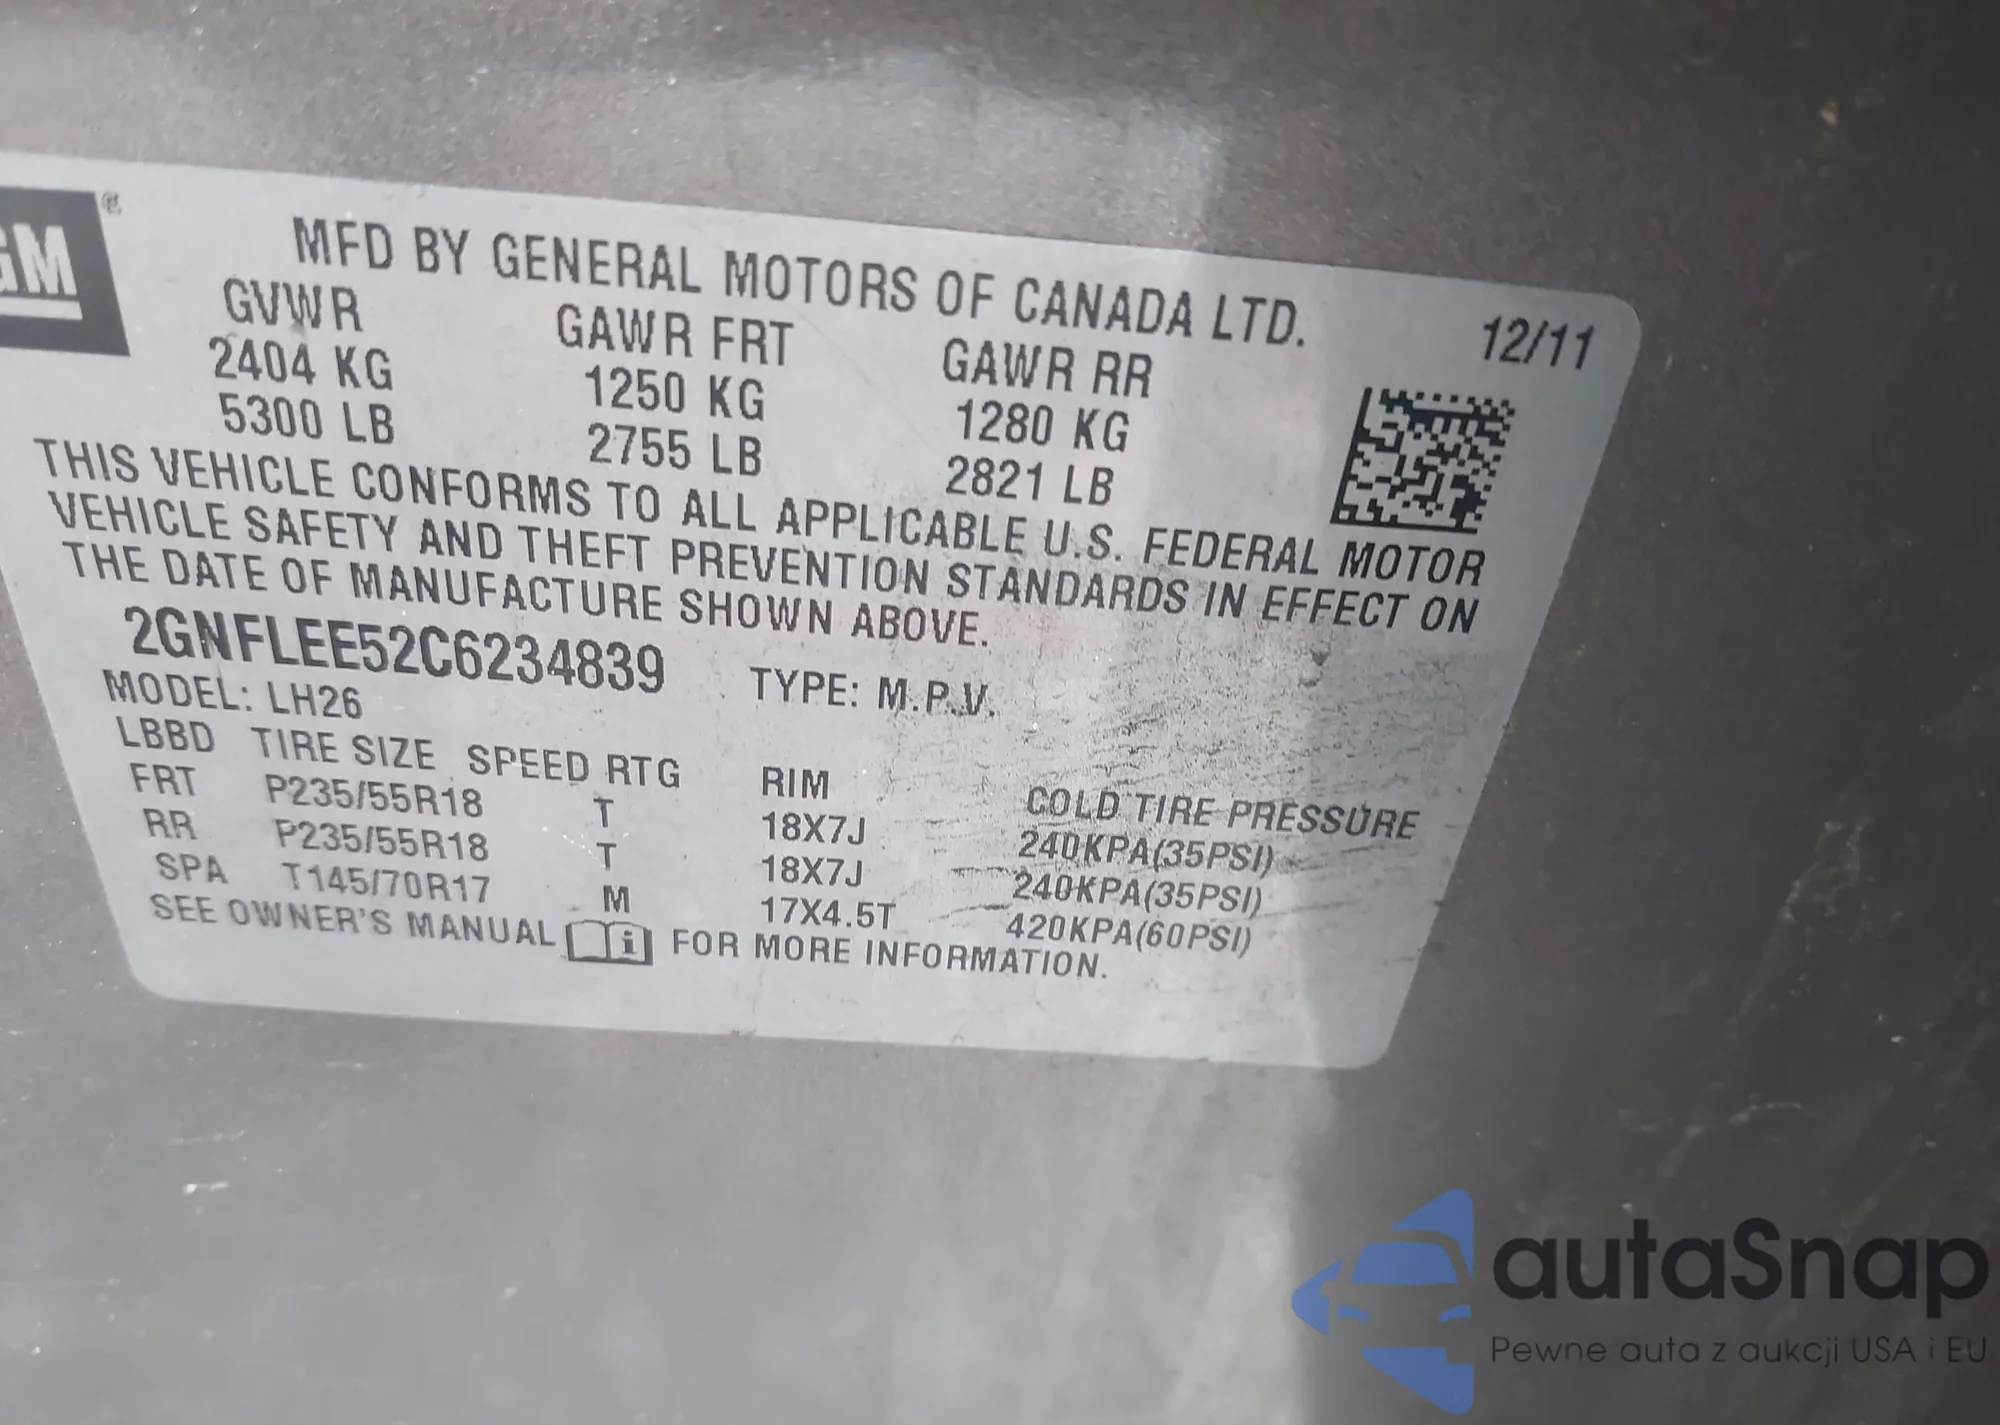 GM®
MFD BY GENERAL MOTORS OF CANADA LTD.
12/11
GVWR GAWR FRT GAWR RR
2404 KG 1250 KG 1280 KG
5300 LB 2755 LB 2821 LB
THIS VEHICLE CONFORMS TO ALL APPLICABLE U.S. FEDERAL MOTOR
VEHICLE SAFETY AND THEFT PREVENTION STANDARDS IN EFFECT ON
THE DATE OF MANUFACTURE SHOWN ABOVE.
2GNFLEE52C6234839 TYPE: M.P.V.
MODEL: LH26
LBBD TIRE SIZE SPEED RTG RIM COLD TIRE PRESSURE
FRT P235/55R18 T 18X7J 240KPA(35PSI)
RR P235/55R18 T 18X7J 240KPA(35PSI)
SPA T145/70R17 M 17X4.5T 420KPA(60PSI)
SEE OWNER'S MANUAL i FOR MORE INFORMATION.
autaSnap
Pewne auta z aukcji USA i EU